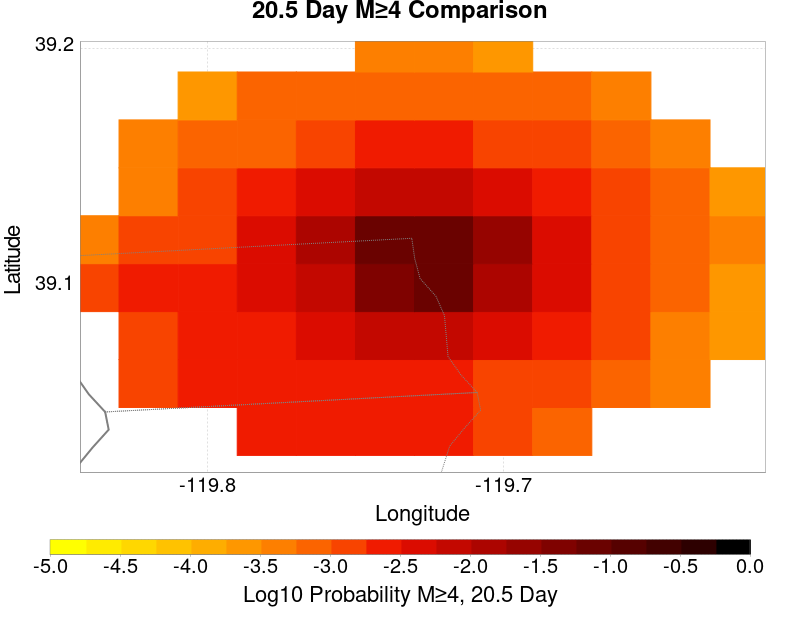 20.5 Day M≥4 Comparison
39.2
39.1
Latitude
-119.8 -119.7
Longitude
-5.0 -4.5 -4.0 -3.5 -3.0 -2.5 -2.0 -1.5 -1.0 -0.5 0.0
Log10 Probability M≥4, 20.5 Day